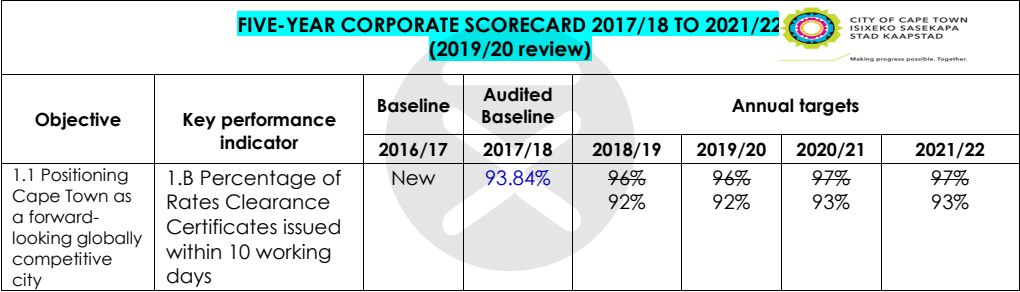 FIVE-YEAR CORPORATE SCORECARD 2017/18 TO 2021/22
(2019/20 review)
CITY OF CAPE TOWN
ISIXEKO SASEKAPA
STAD KAAPSTAD
Making progress possible. Together.
Objective
Key performance
indicator
Baseline
Audited
Baseline
Annual targets
2016/17 2017/18 2018/19 2019/20 2020/21 2021/22
1.1 Positioning
Cape Town as
a forward-
looking globally
competitive
city
1.B Percentage of
Rates Clearance
Certificates issued
within 10 working
days
New 93.84% 96% 96% 97% 97%
92% 92% 93% 93%